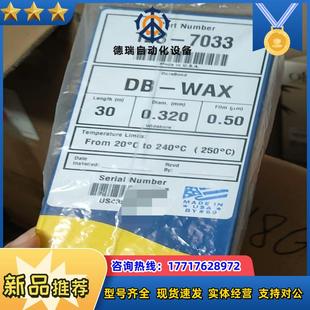 德瑞自动化设备
Part Number
-7033
Made in U.S.A.
DB-WAX
Length (m)
Diam. (mm)
Film (μm)
30
0.320
0.50
Temperature Limits:
From 20°C to 240°C (250°C)
Serial Number
MADE IN
USA
新品推荐
咨询热线：17717628972
型号齐全 现货速发 实体经营 支持对公